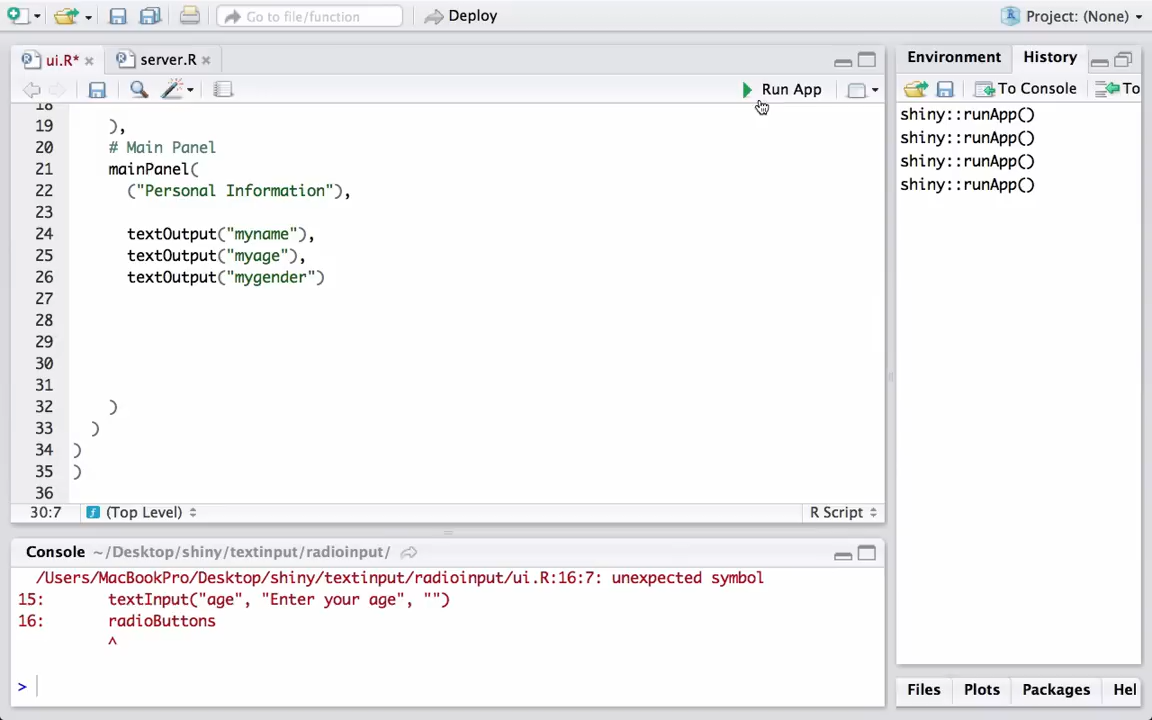 Go to file/function
Deploy
Project: (None)
ui.R*
server.R
Environment
History
Run App
To Console
To
18
19 ),
20 # Main Panel
21 mainPanel(
22 ("Personal Information"),
23
24 textOutput("myname"),
25 textOutput("myage"),
26 textOutput("mygender")
27
28
29
30
31
32 )
33 )
34 )
35 )
36
shiny::runApp()
shiny::runApp()
shiny::runApp()
shiny::runApp()
30:7
(Top Level)
R Script
Console ~/Desktop/shiny/textinput/radioinput/
/Users/MacBookPro/Desktop/shiny/textinput/radioinput/ui.R:16:7: unexpected symbol
15: textInput("age", "Enter your age", "")
16: radioButtons
^
>
Files
Plots
Packages
Hel